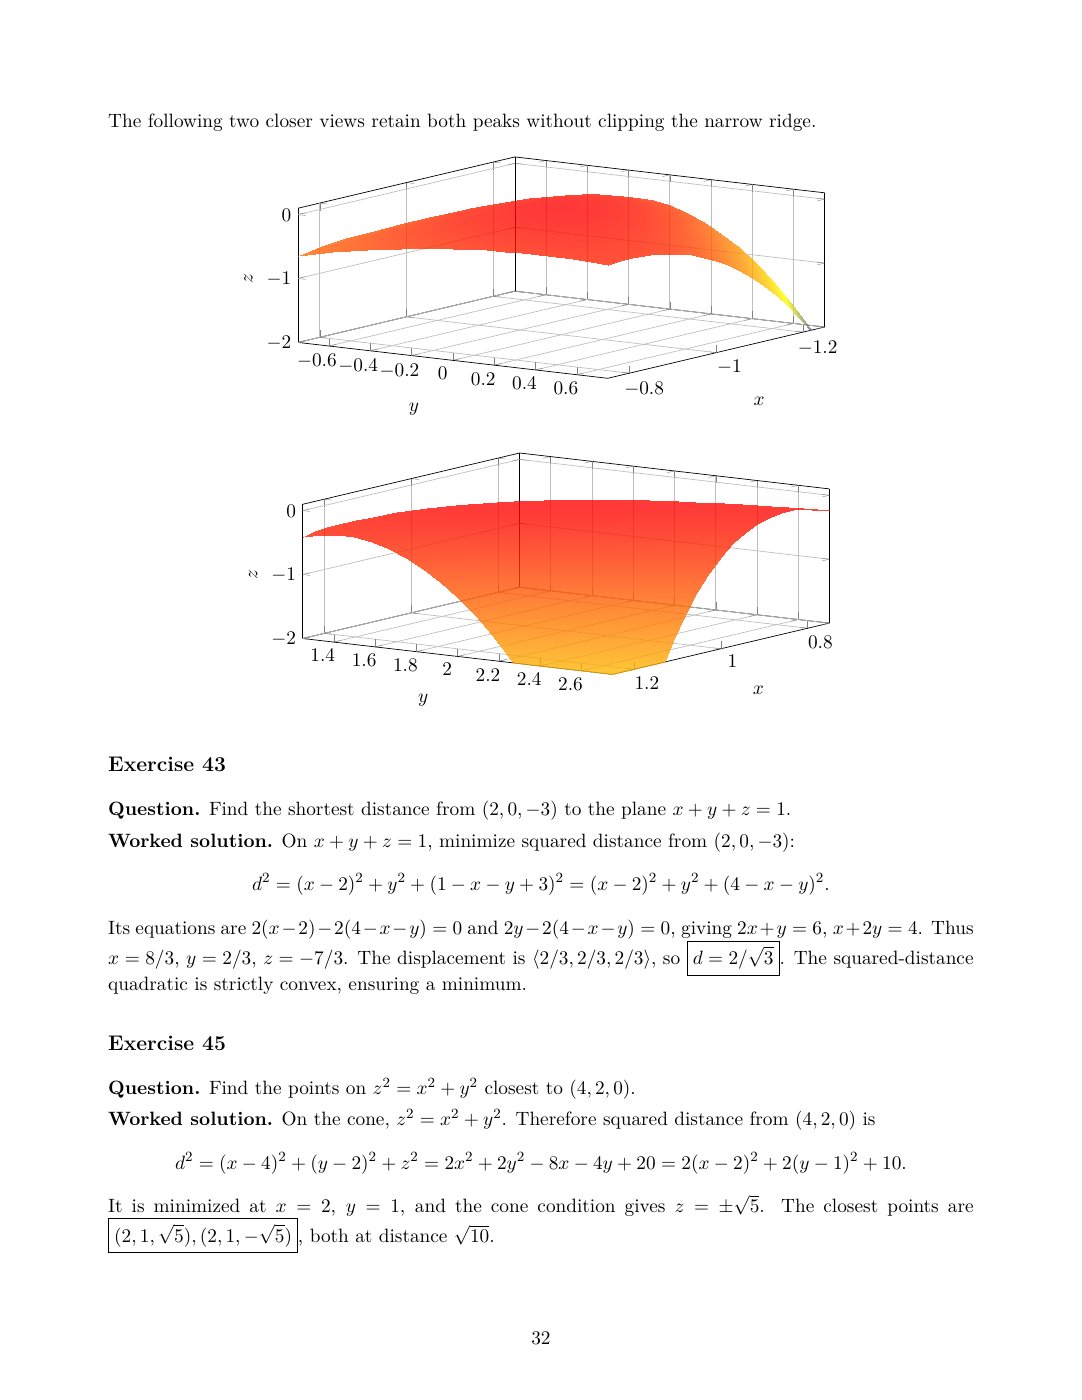 The following two closer views retain both peaks without clipping the narrow ridge.
0
−1
−2
z
−0.6 −0.4 −0.2 0 0.2 0.4 0.6
y
−0.8 −1 −1.2
x
0
−1
−2
z
1.4 1.6 1.8 2 2.2 2.4 2.6
y
1.2 1 0.8
x
Exercise 43
Question. Find the shortest distance from (2, 0, −3) to the plane x + y + z = 1.
Worked solution. On x + y + z = 1, minimize squared distance from (2, 0, −3):
d² = (x − 2)² + y² + (1 − x − y + 3)² = (x − 2)² + y² + (4 − x − y)².
Its equations are 2(x−2)−2(4−x−y) = 0 and 2y−2(4−x−y) = 0, giving 2x+y = 6, x+2y = 4. Thus
x = 8/3, y = 2/3, z = −7/3. The displacement is ⟨2/3, 2/3, 2/3⟩, so d = 2/√3 . The squared-distance
quadratic is strictly convex, ensuring a minimum.
Exercise 45
Question. Find the points on z² = x² + y² closest to (4, 2, 0).
Worked solution. On the cone, z² = x² + y². Therefore squared distance from (4, 2, 0) is
d² = (x − 4)² + (y − 2)² + z² = 2x² + 2y² − 8x − 4y + 20 = 2(x − 2)² + 2(y − 1)² + 10.
It is minimized at x = 2, y = 1, and the cone condition gives z = ±√5. The closest points are
(2, 1, √5), (2, 1, −√5) , both at distance √10.
32